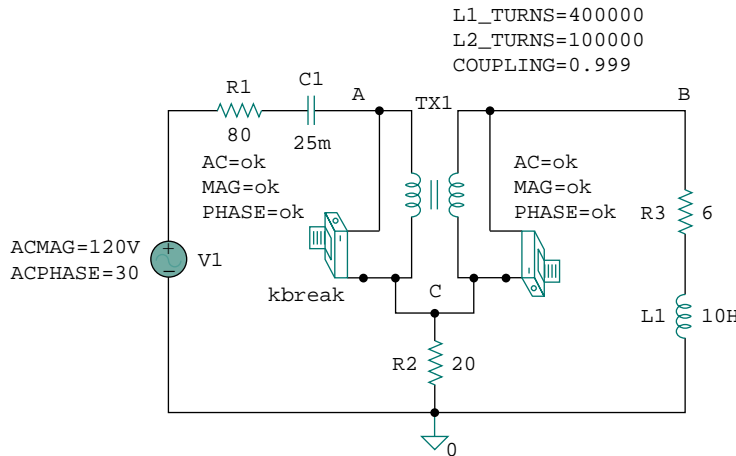 L1_TURNS=400000
L2_TURNS=100000
COUPLING=0.999
R1
C1
A
TX1
B
80
25m
AC=ok
MAG=ok
PHASE=ok
AC=ok
MAG=ok
PHASE=ok
R3
6
ACMAG=120V
ACPHASE=30
V1
kbreak
C
L1
10H
R2
20
0